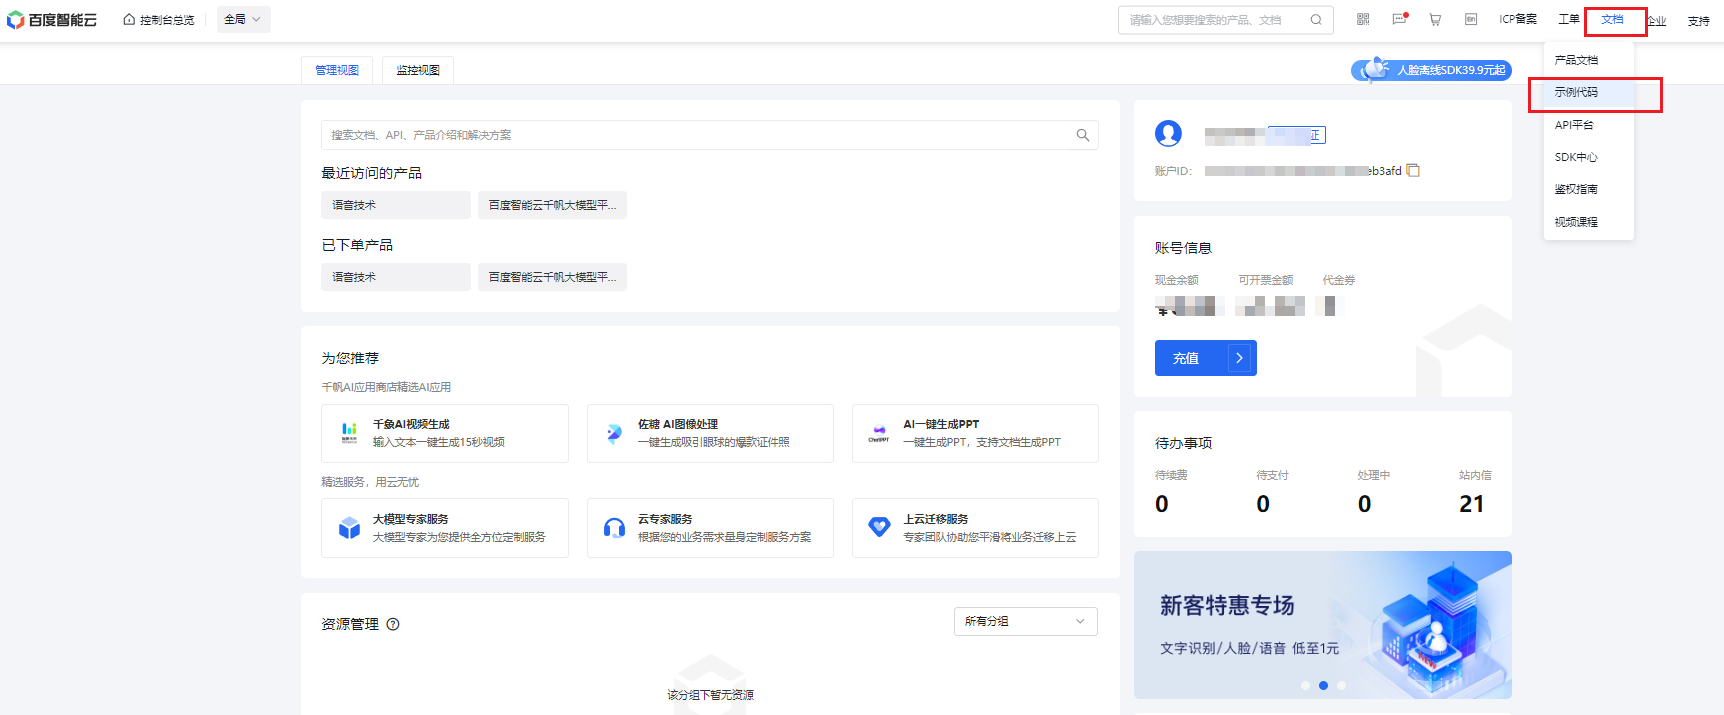 百度智能云
控制台总览
全局
请输入您想要搜索的产品、文档
ICP备案
工单
文档
企业
支持
管理视图
监控视图
人脸离线SDK39.9元起
产品文档
示例代码
API平台
SDK中心
鉴权指南
视频课程
搜索文档、API、产品介绍和解决方案
最近访问的产品
语音技术
百度智能云千帆大模型平...
已下单产品
语音技术
百度智能云千帆大模型平...
证
账户ID：
eb3afd
账号信息
现金余额
可开票金额
代金券
充值
为您推荐
千帆AI应用商店精选AI应用
千象AI视频生成
输入文本一键生成15秒视频
佐糖 AI图像处理
一键生成吸引眼球的爆款证件照
ChatPPT
AI一键生成PPT
一键生成PPT，支持文档生成PPT
精选服务，用云无忧
大模型专家服务
大模型专家为您提供全方位定制服务
云专家服务
根据您的业务需求量身定制服务方案
上云迁移服务
专家团队协助您平滑将业务迁移上云
待办事项
待续费
待支付
处理中
站内信
0
0
0
21
新客特惠专场
文字识别/人脸/语音 低至1元
NEW
资源管理
所有分组
该分组下暂无资源